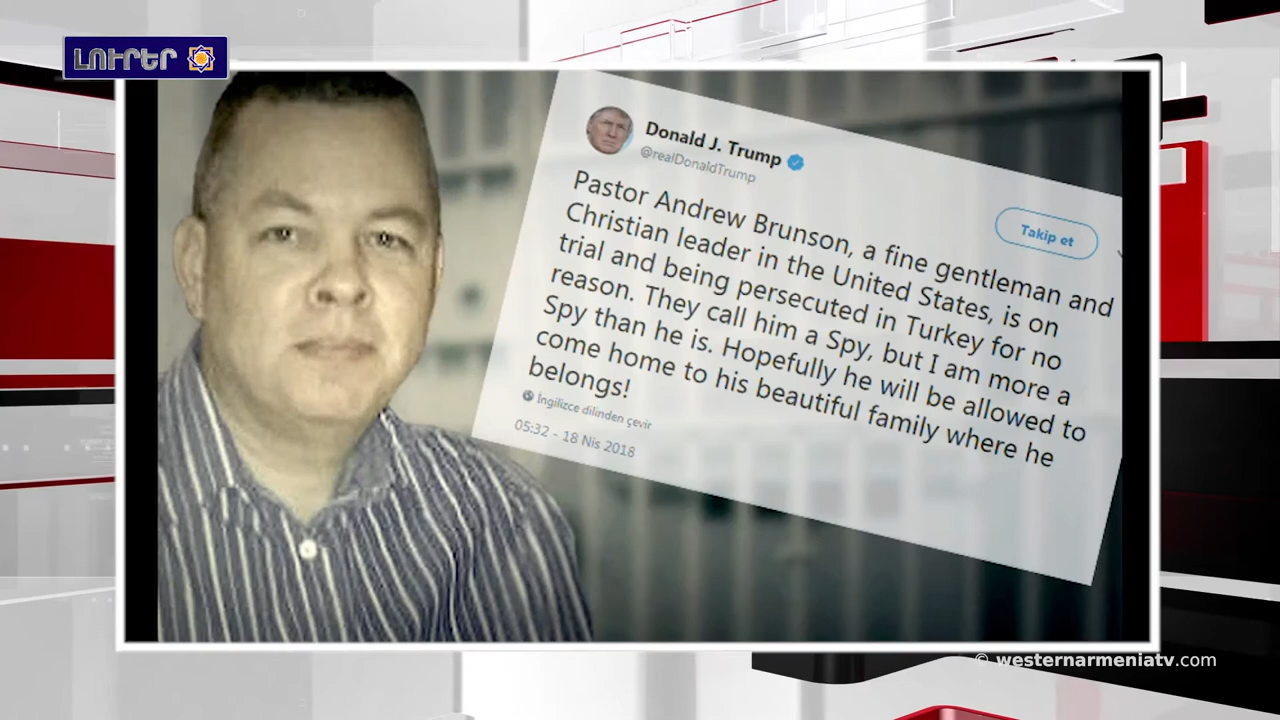 ԼՈՒՐԵՐ
Donald J. Trump
@realDonaldTrump
Takip et
Pastor Andrew Brunson, a fine gentleman and
Christian leader in the United States, is on
trial and being persecuted in Turkey for no
reason. They call him a Spy, but I am more a
Spy than he is. Hopefully he will be allowed to
come home to his beautiful family where he
belongs!
İngilizce dilinden çevir
05:32 - 18 Nis 2018
© westernarmeniatv.com